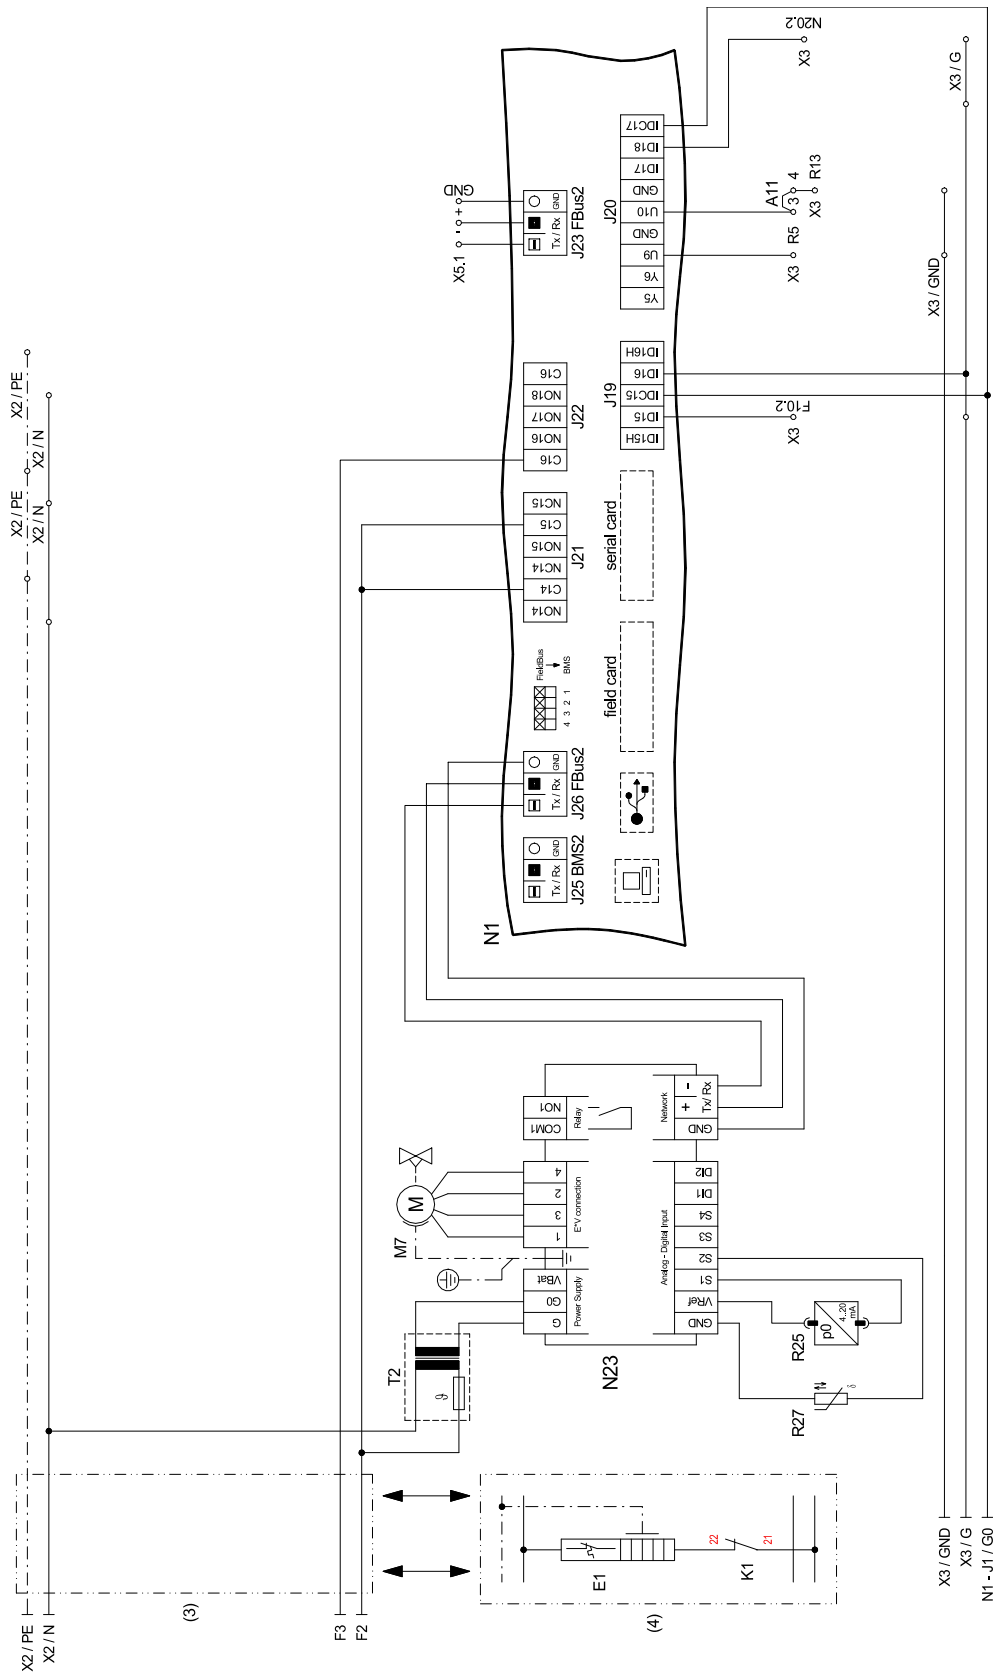 X2 / PE
X2 / N
F3
F2
(3)
(4)
E1
K1
22
21
X3 / GND
X3 / G
N1 - J1 / G0
X2 / PE
X2 / PE
X2 / N
X2 / N
T2
ϑ
M7
M
N23
G
G0
VBat
Power Supply
1
3
2
4
E*V connection
COM1
NO1
Relay
GND
VRef
S1
S2
S3
S4
DI1
DI2
Analog - Digital Input
GND
+
-
Tx/ Rx
Network
R25
p0
4..20
mA
R27
δ
N1
Tx / Rx
GND
J25 BMS2
Tx / Rx
GND
J26 FBus2
4 3 2 1
FieldBus
BMS
field card
serial card
NO14
C14
NC14
NO15
C15
NC15
J21
C16
NO16
NO17
NO18
C16
J22
X5.1
-
+
GND
Tx / Rx
GND
J23 FBus2
J19
ID15H
ID15
IDC15
ID16
ID16H
J20
Y5
Y6
U9
GND
U10
GND
ID17
ID18
IDC17
X3
F10.2
X3
R5
A11
3
4
X3
R13
X3
N20.2
X3 / GND
X3 / G